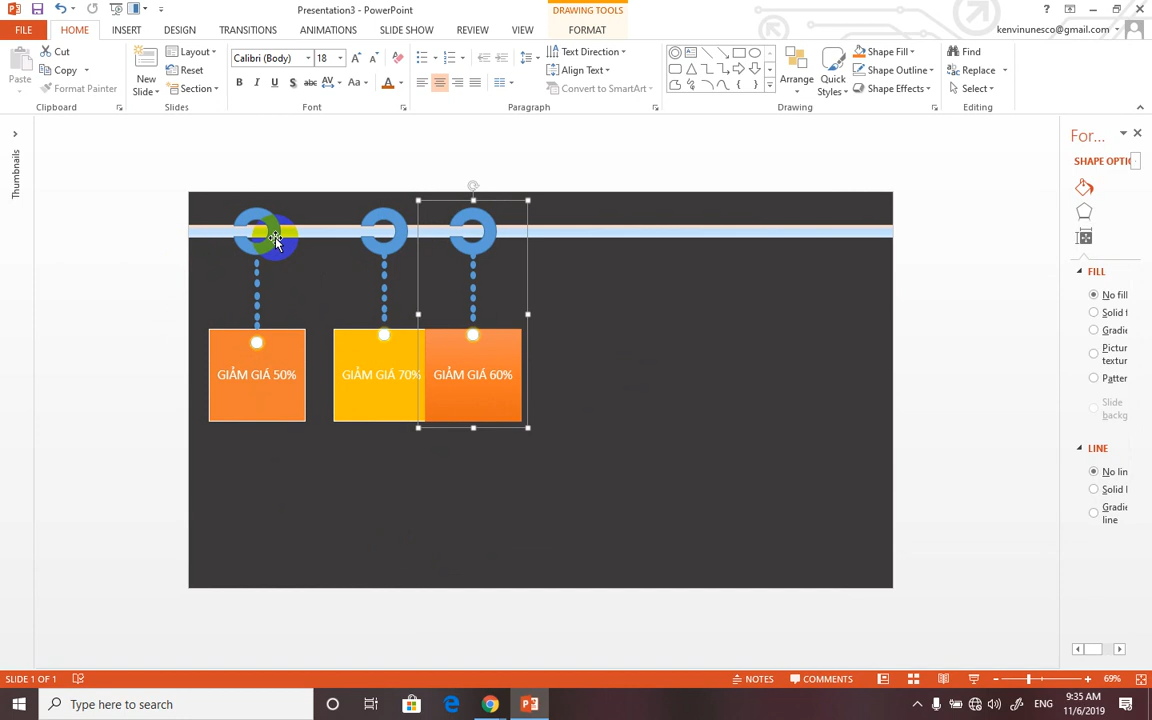 Presentation3 - PowerPoint
DRAWING TOOLS
FILE
HOME
INSERT
DESIGN
TRANSITIONS
ANIMATIONS
SLIDE SHOW
REVIEW
VIEW
FORMAT
kenvinunesco@gmail.com
Paste
Cut
Copy
Format Painter
Clipboard
New
Slide
Layout
Reset
Section
Slides
Calibri (Body)
18
Font
Text Direction
Align Text
Convert to SmartArt
Paragraph
Arrange
Quick
Styles
Shape Fill
Shape Outline
Shape Effects
Drawing
Find
Replace
Select
Editing
Thumbnails
GIẢM GIÁ 50%
GIẢM GIÁ 70%
GIẢM GIÁ 60%
For...
SHAPE OPTIO
FILL
No fill
Solid f
Gradie
Pictur
textur
Patter
Slide
backg
LINE
No lin
Solid l
Gradie
line
SLIDE 1 OF 1
NOTES
COMMENTS
69%
Type here to search
ENG
9:35 AM
11/6/2019